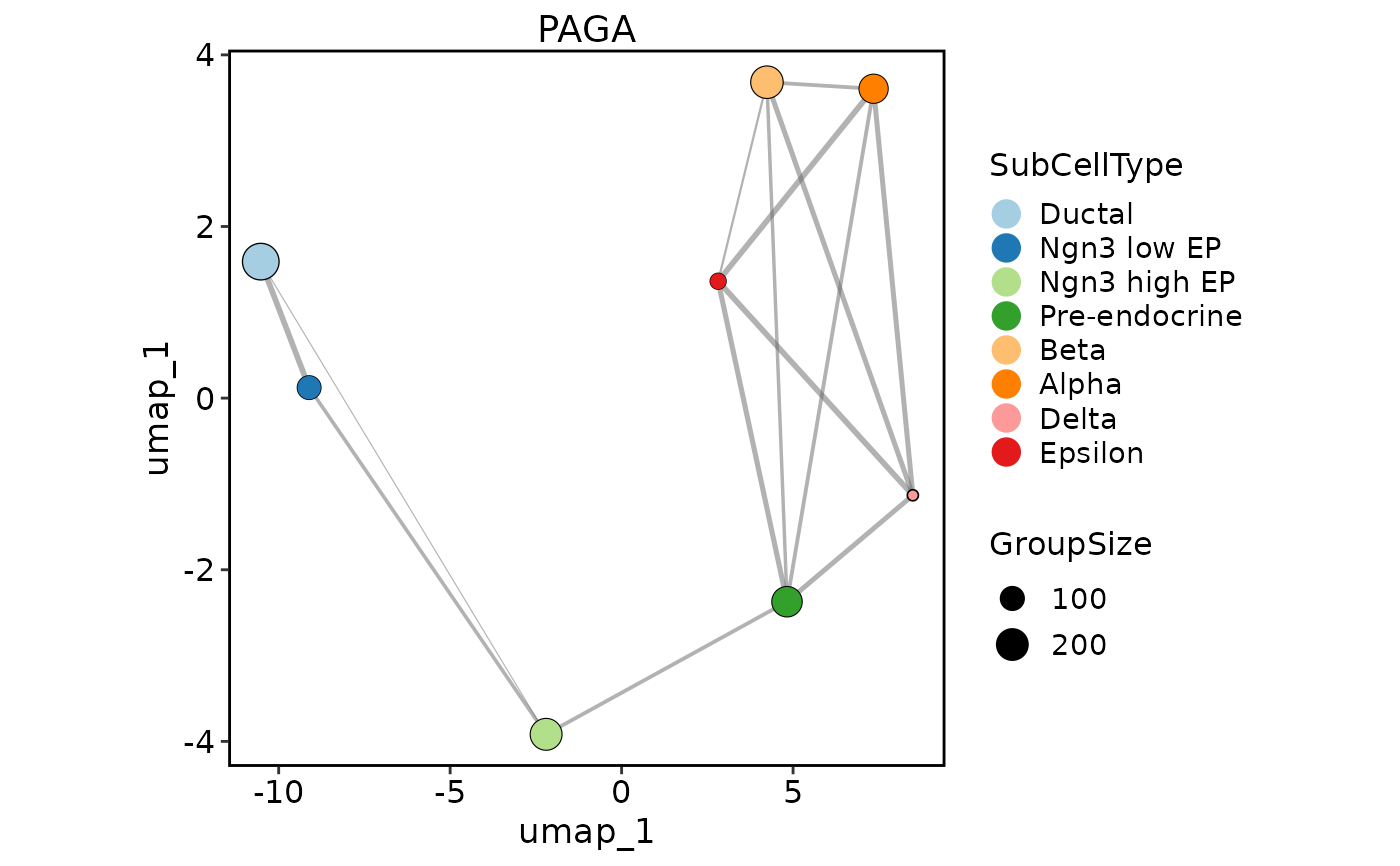 PAGA
4
2
0
-2
-4
umap_1
-10
-5
0
5
umap_1
SubCellType
Ductal
Ngn3 low EP
Ngn3 high EP
Pre-endocrine
Beta
Alpha
Delta
Epsilon
GroupSize
100
200